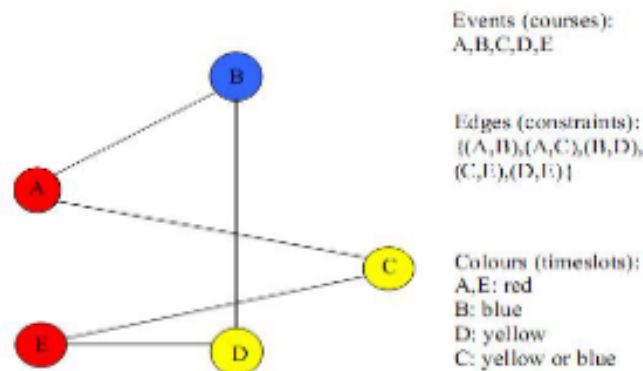 Events (courses):
A,B,C,D,E
B
Edges (constraints):
{(A,B),(A,C),(B,D),
(C,E),(D,E)}
A
C
Colours (timeslots):
A,E: red
B: blue
D: yellow
C: yellow or blue
E
D